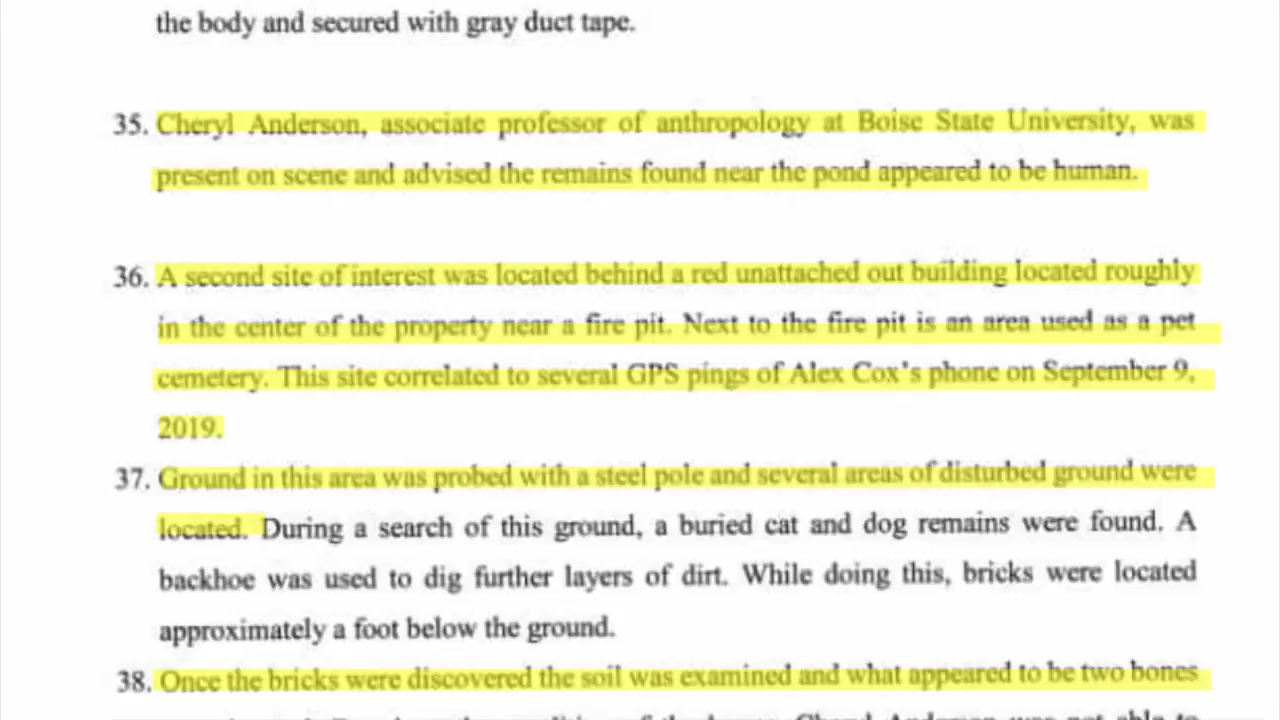 the body and secured with gray duct tape.
35. Cheryl Anderson, associate professor of anthropology at Boise State University, was
present on scene and advised the remains found near the pond appeared to be human.
36. A second site of interest was located behind a red unattached out building located roughly
in the center of the property near a fire pit. Next to the fire pit is an area used as a pet
cemetery. This site correlated to several GPS pings of Alex Cox's phone on September 9,
2019.
37. Ground in this area was probed with a steel pole and several areas of disturbed ground were
located. During a search of this ground, a buried cat and dog remains were found. A
backhoe was used to dig further layers of dirt. While doing this, bricks were located
approximately a foot below the ground.
38. Once the bricks were discovered the soil was examined and what appeared to be two bones